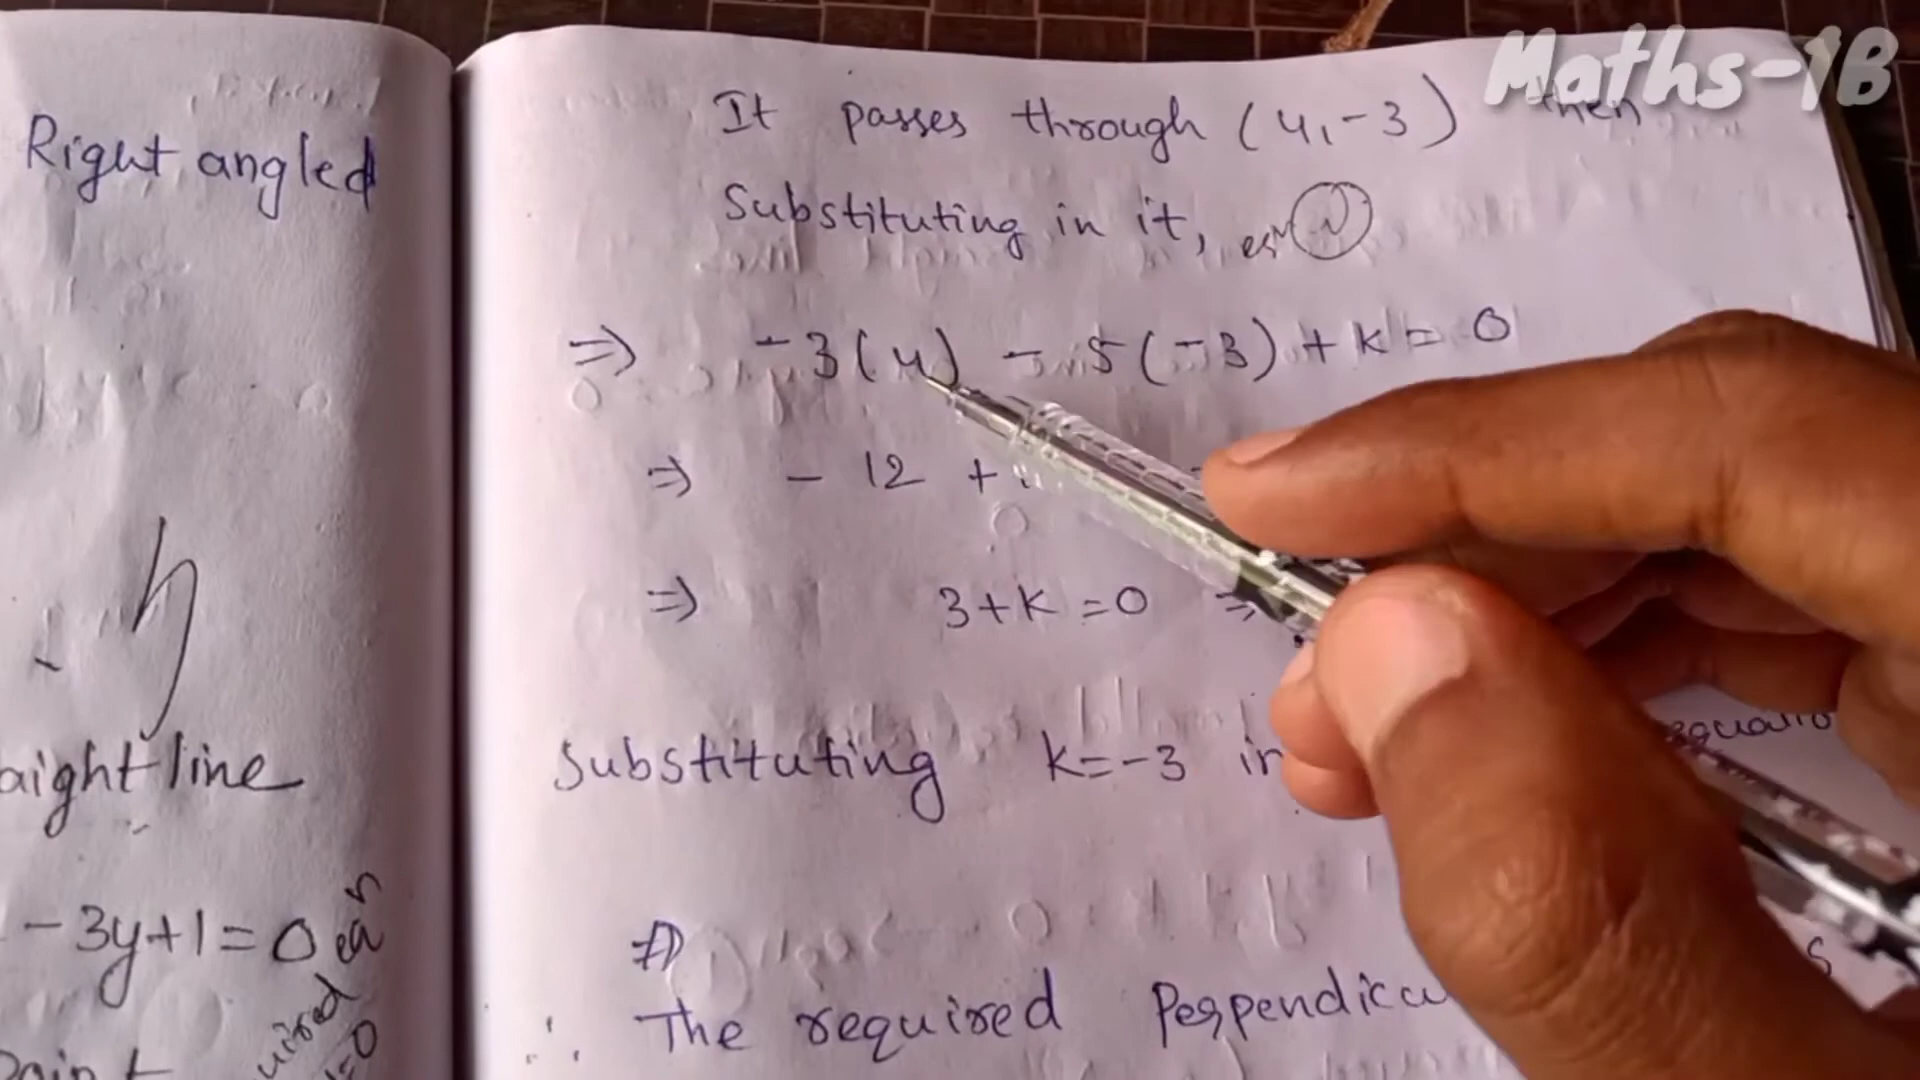 Maths-1B
Right angled
aight line
-3y+1=0
It passes through (4,-3) then
Substituting in it,
⇒ -3(4) - 5(-3) + k = 0
⇒ - 12 +
⇒ 3+k=0 ⇒
Substituting k=-3 in
∴ The required Perpendicu